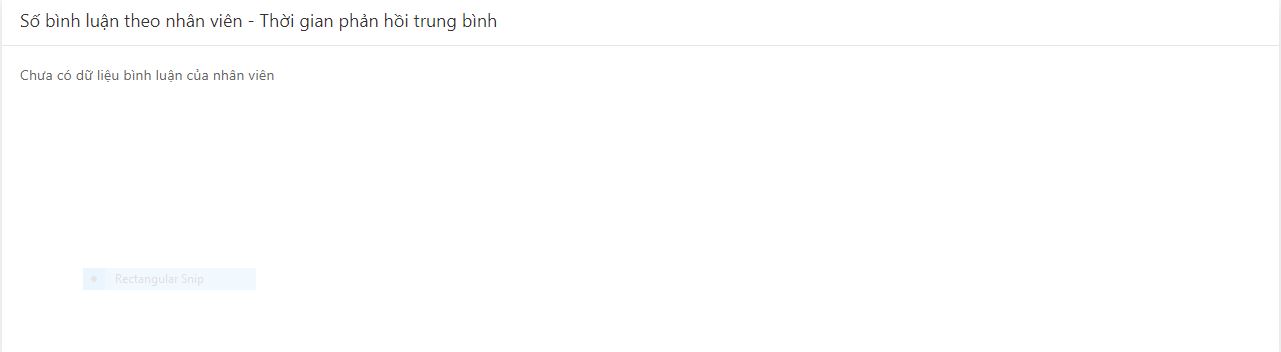 Số bình luận theo nhân viên - Thời gian phản hồi trung bình
Chưa có dữ liệu bình luận của nhân viên
Rectangular Snip